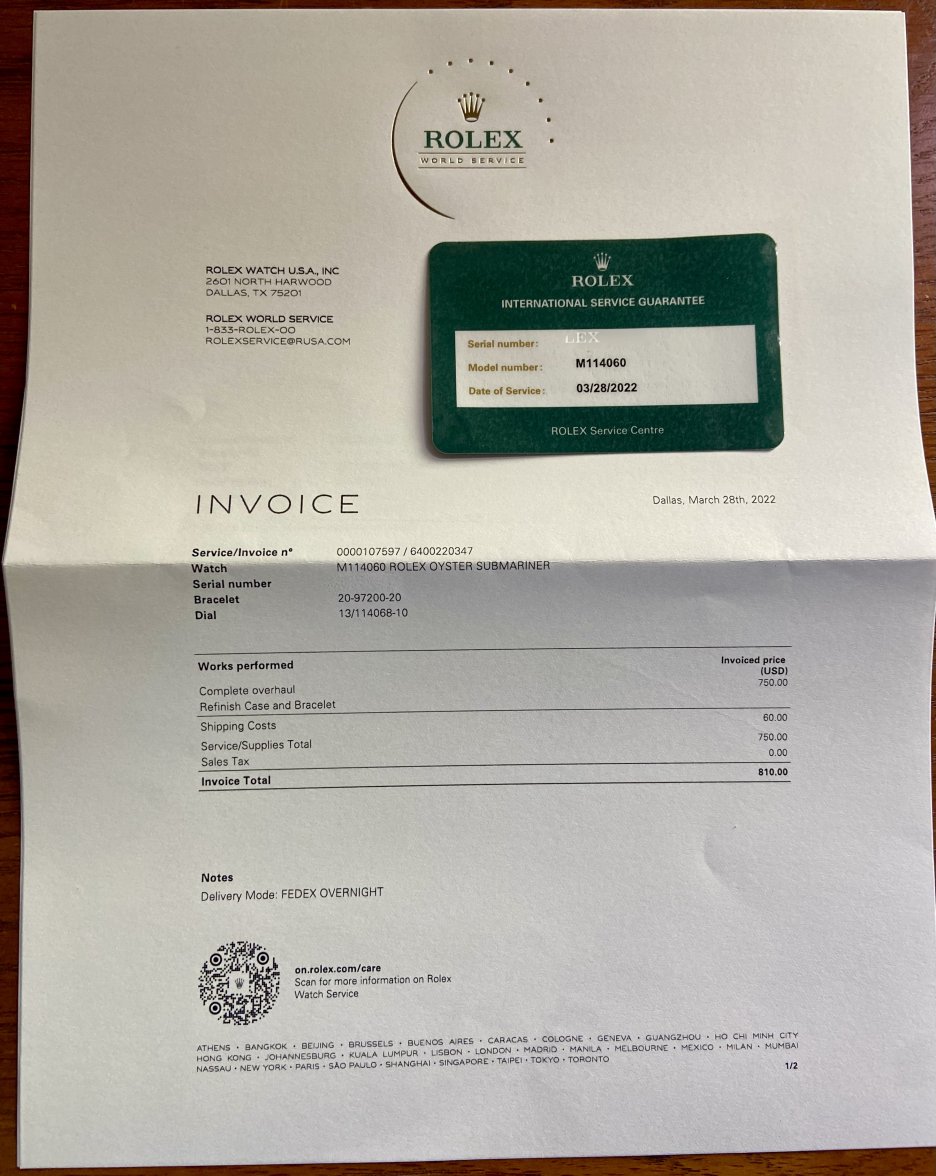 ROLEX
WORLD SERVICE
ROLEX WATCH U.S.A., INC
2601 NORTH HARWOOD
DALLAS, TX 75201
ROLEX WORLD SERVICE
1-833-ROLEX-OO
ROLEXSERVICE@RUSA.COM
ROLEX
INTERNATIONAL SERVICE GUARANTEE
Serial number: LEX
Model number: M114060
Date of Service: 03/28/2022
ROLEX Service Centre
INVOICE
Dallas, March 28th, 2022
Service/Invoice n° 0000107597 / 6400220347
Watch M114060 ROLEX OYSTER SUBMARINER
Serial number
Bracelet 20-97200-20
Dial 13/114068-10
Works performed Invoiced price
(USD)
Complete overhaul 750.00
Refinish Case and Bracelet
Shipping Costs 60.00
Service/Supplies Total 750.00
Sales Tax 0.00
Invoice Total 810.00
Notes
Delivery Mode: FEDEX OVERNIGHT
on.rolex.com/care
Scan for more information on Rolex
Watch Service
ATHENS • BANGKOK • BEIJING • BRUSSELS • BUENOS AIRES • CARACAS • COLOGNE • GENEVA • GUANGZHOU • HO CHI MINH CITY
HONG KONG • JOHANNESBURG • KUALA LUMPUR • LISBON • LONDON • MADRID • MANILA • MELBOURNE • MEXICO • MILAN • MUMBAI
NASSAU • NEW YORK • PARIS • SÃO PAULO • SHANGHAI • SINGAPORE • TAIPEI • TOKYO • TORONTO
1/2